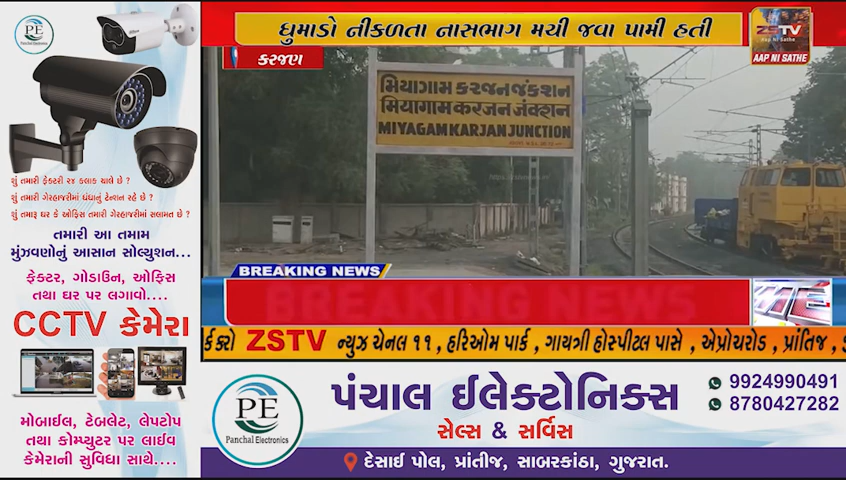 PE
Panchal Electronics
શું તમારી ફેક્ટરી ૨૪ કલાક ચાલે છે ?
શું તમારી ગેરહાજરીમાં ધંધાનું ટેન્શન રહે છે ?
શું તમારૂ ઘર કે ઓફિસ તમારી ગેરહાજરીમાં સલામત છે ?
તમારી આ તમામ
મુંઝવણોનું આસાન સોલ્યુશન...
ફેક્ટર, ગોડાઉન, ઓફિસ
તથા ઘર પર લગાવો....
CCTV કેમેરા
મોબાઈલ, ટેબલેટ, લેપટોપ
તથા કોમ્પ્યુટર પર લાઈવ
કેમેરાની સુવિધા સાથે....
ધુમાડો નીકળતા નાસભાગ મચી જવા પામી હતી
ZSTV
AAP NI SATHE
કરજણ
મિયાગામ કરજન જંકશન
मियागाम करजन जंक्शन
MIYAGAM KARJAN JUNCTION
BREAKING NEWS
BREAKING NEWS
ર્ક કરો ZSTV ન્યુઝ ચેનલ ૧૧ , હરિઓમ પાર્ક , ગાયત્રી હોસ્પીટલ પાસે , એપ્રોચરોડ , પ્રાંતિજ ,
PE
Panchal Electronics
પંચાલ ઈલેક્ટોનિક્સ
સેલ્સ & સર્વિસ
9924990491
8780427282
દેસાઈ પોલ, પ્રાંતીજ, સાબરકાંઠા, ગુજરાત.